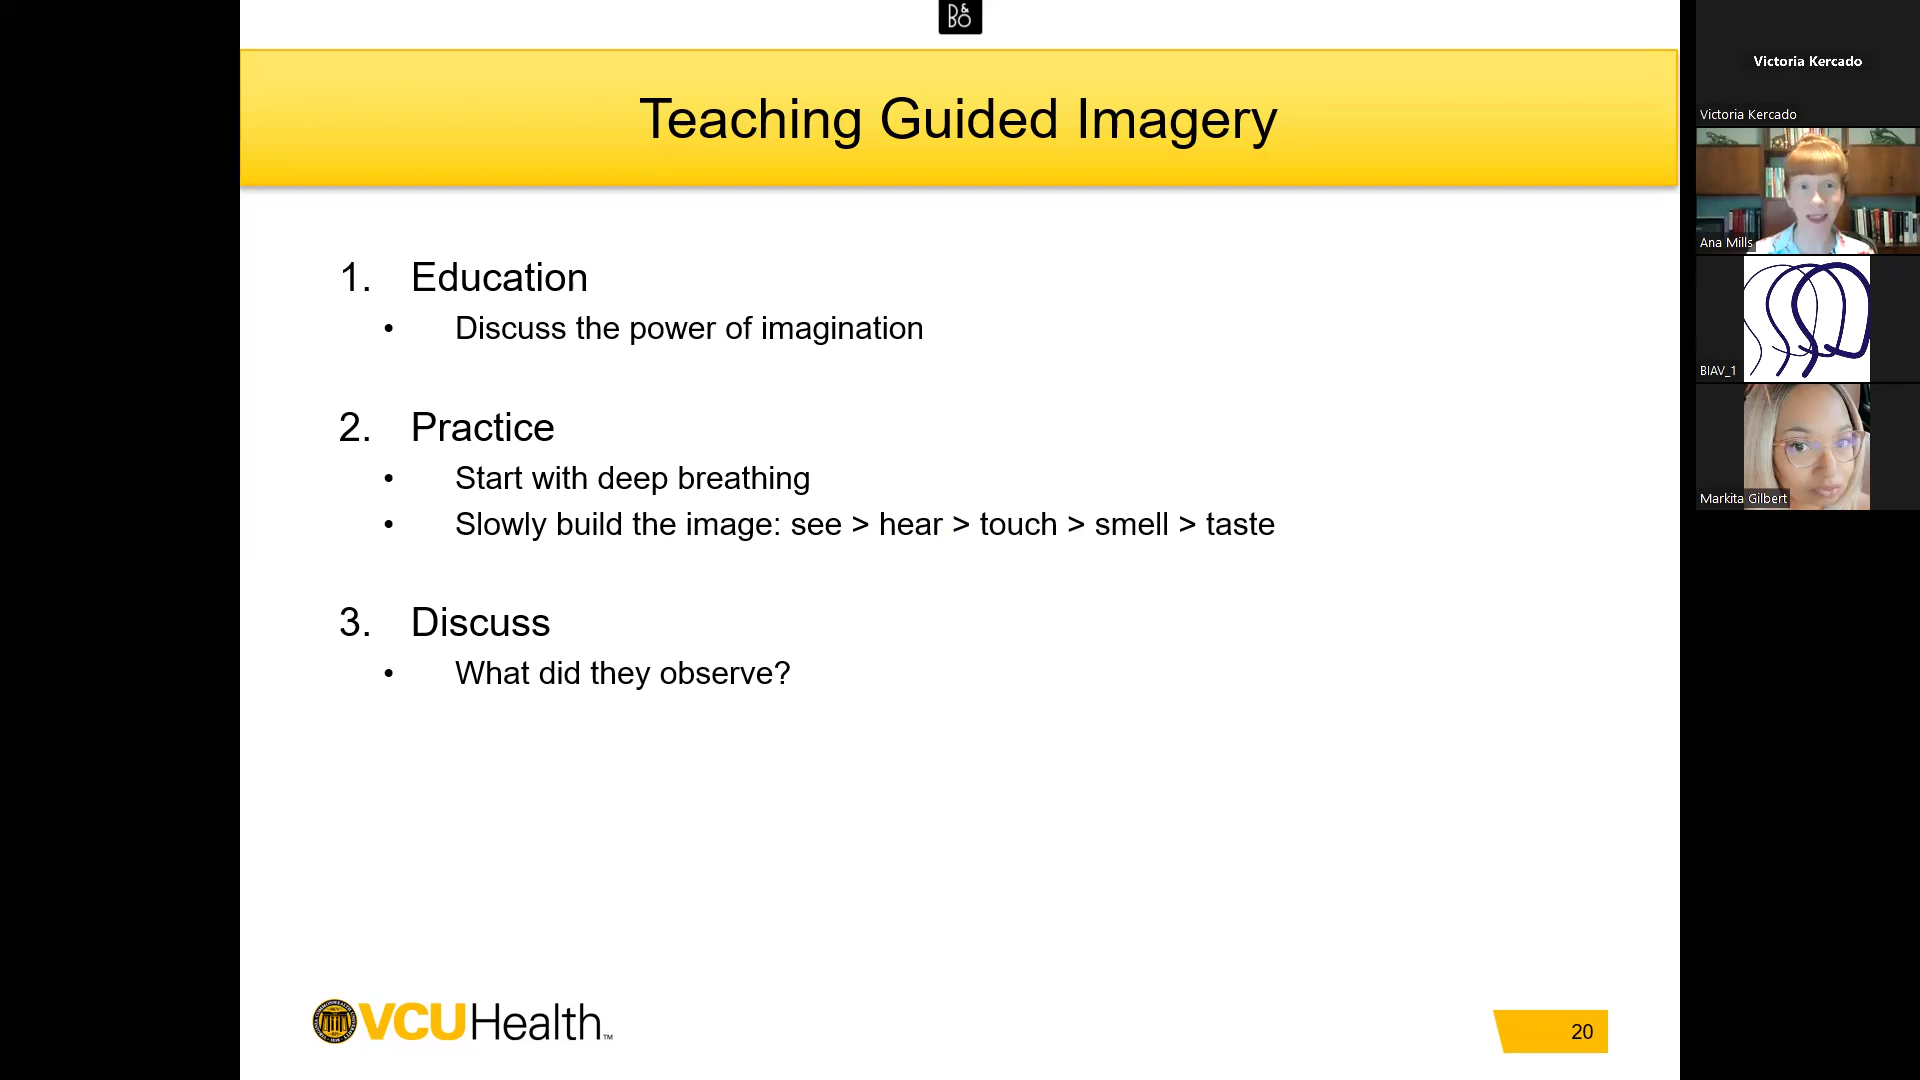 B&O
Teaching Guided Imagery
1. Education
• Discuss the power of imagination
2. Practice
• Start with deep breathing
• Slowly build the image: see > hear > touch > smell > taste
3. Discuss
• What did they observe?
VCUHealth™
20
Victoria Kercado
Victoria Kercado
Ana Mills
BIAV_1
Markita Gilbert